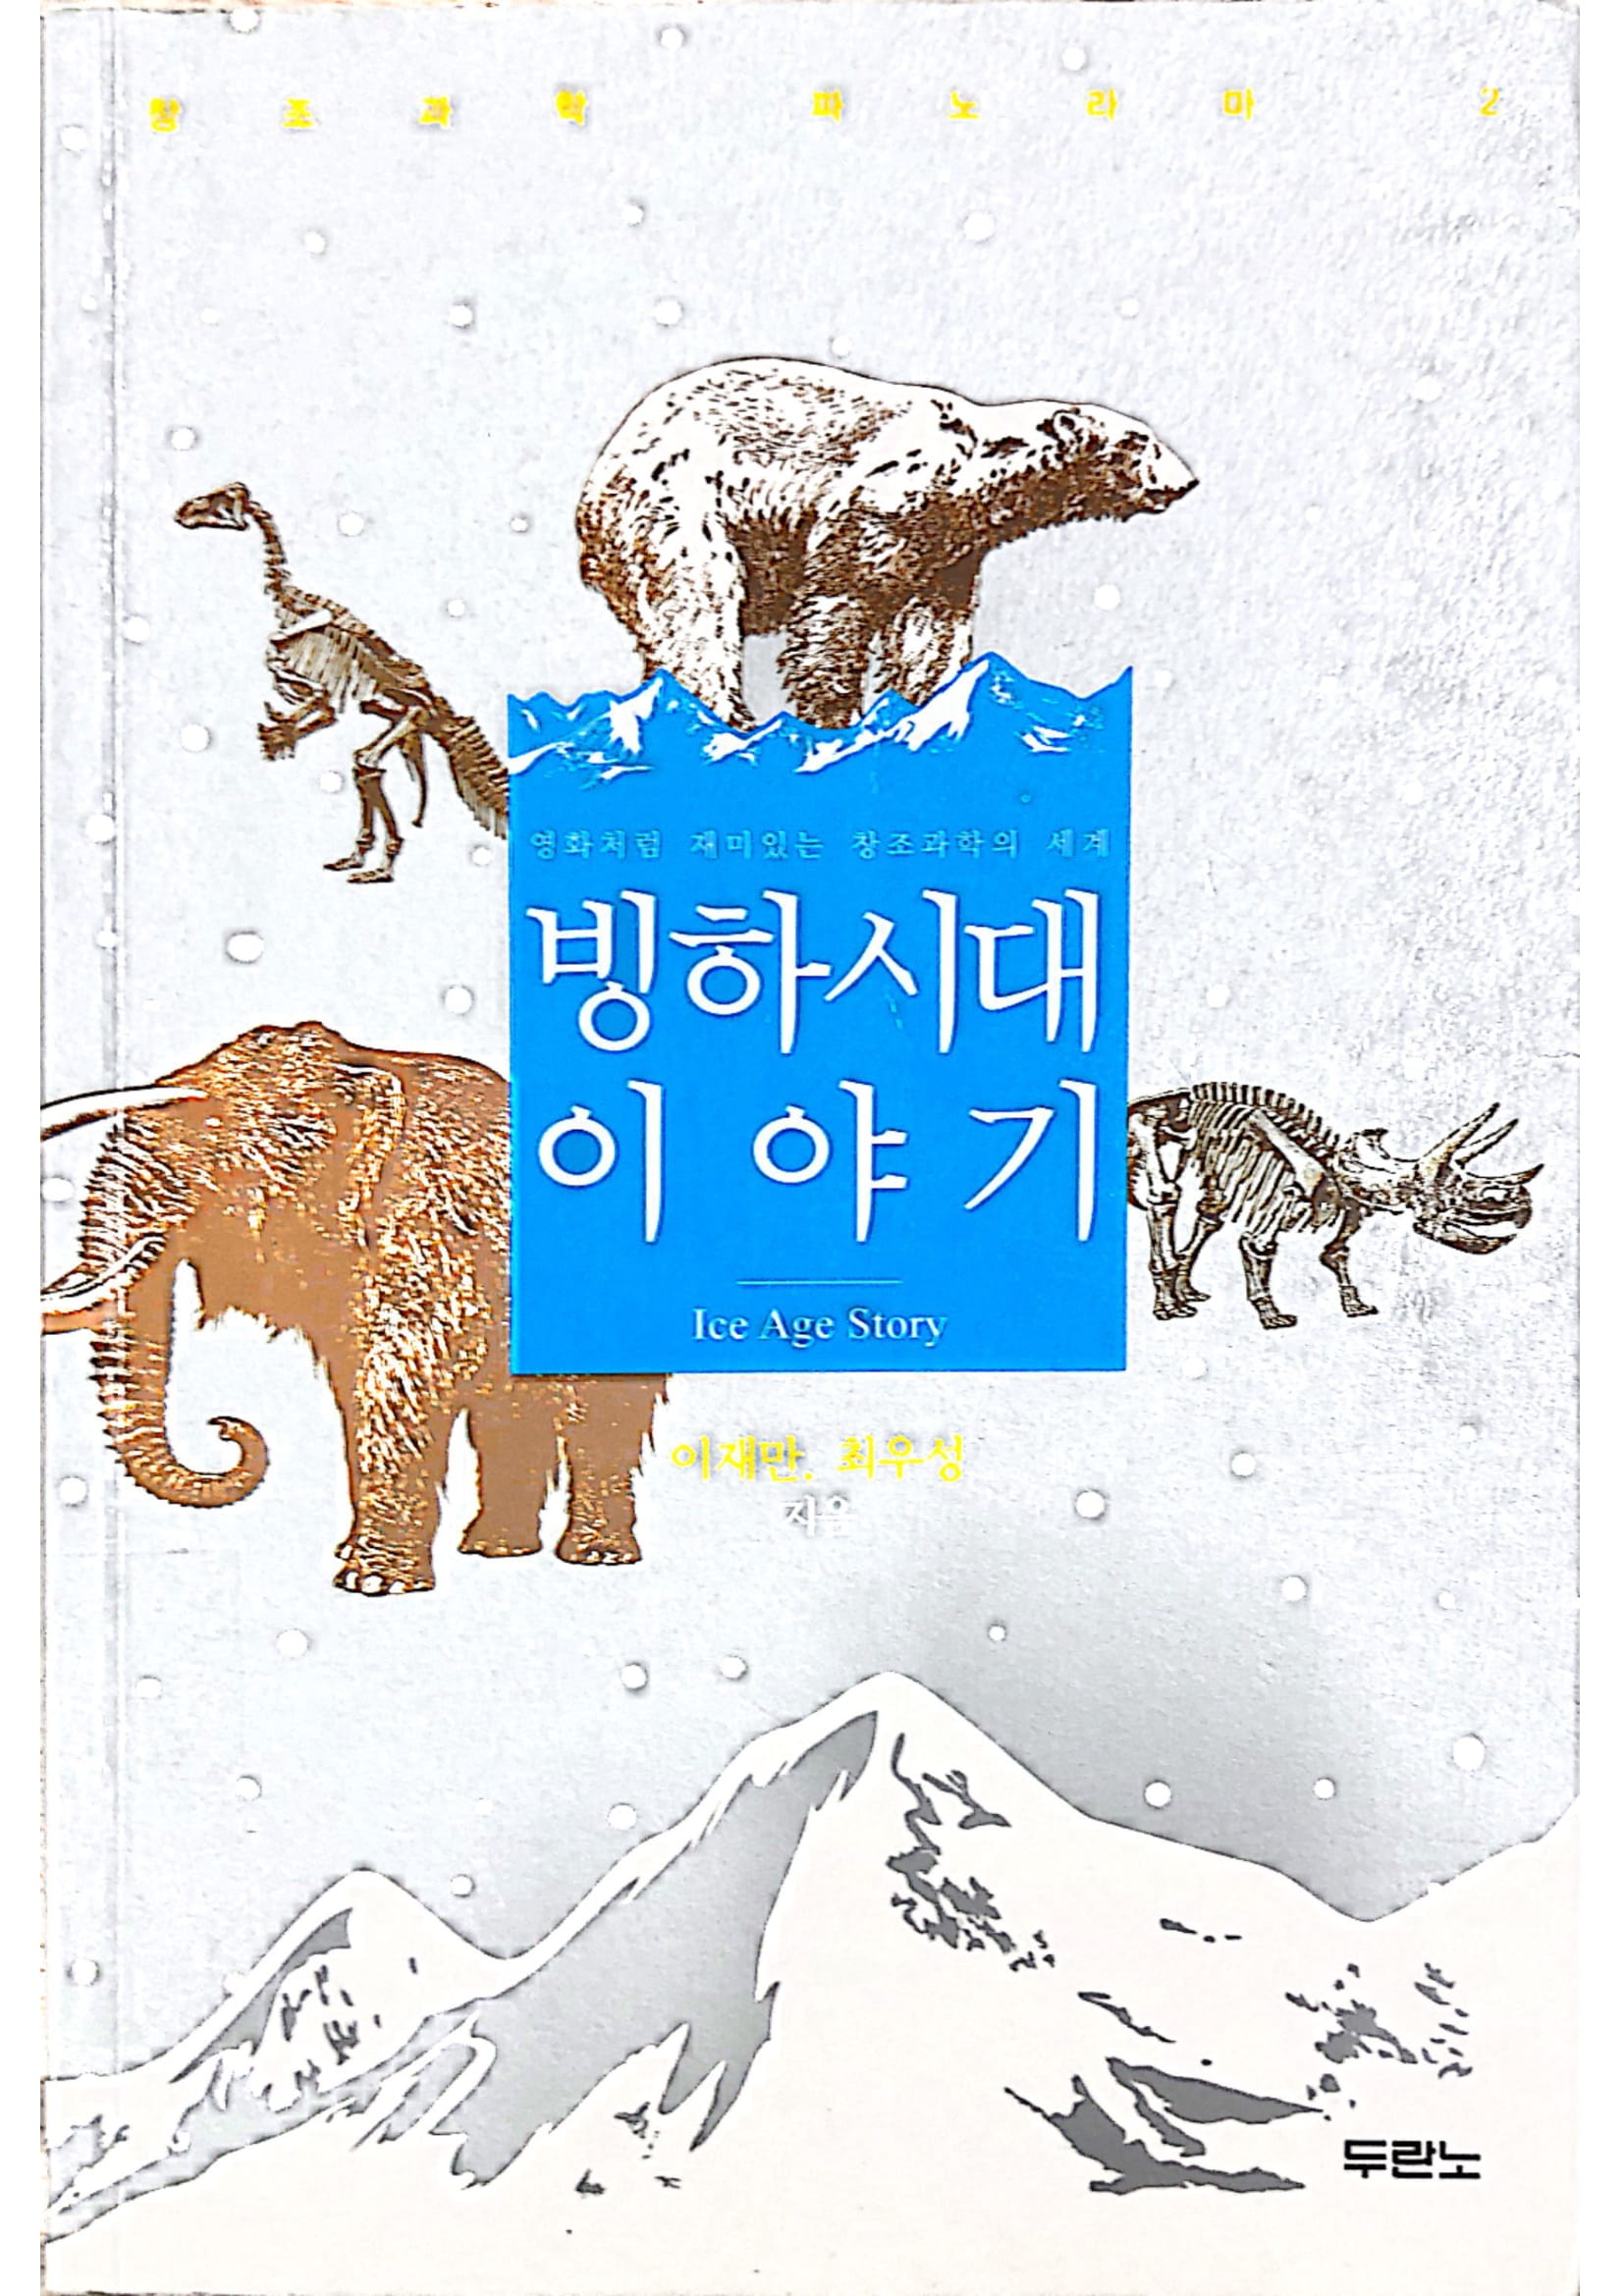 창조과학 파노라마 2
영화처럼 재미있는 창조과학의 세계
빙하시대
이야기
Ice Age Story
이재만, 최우성
지음
두란노